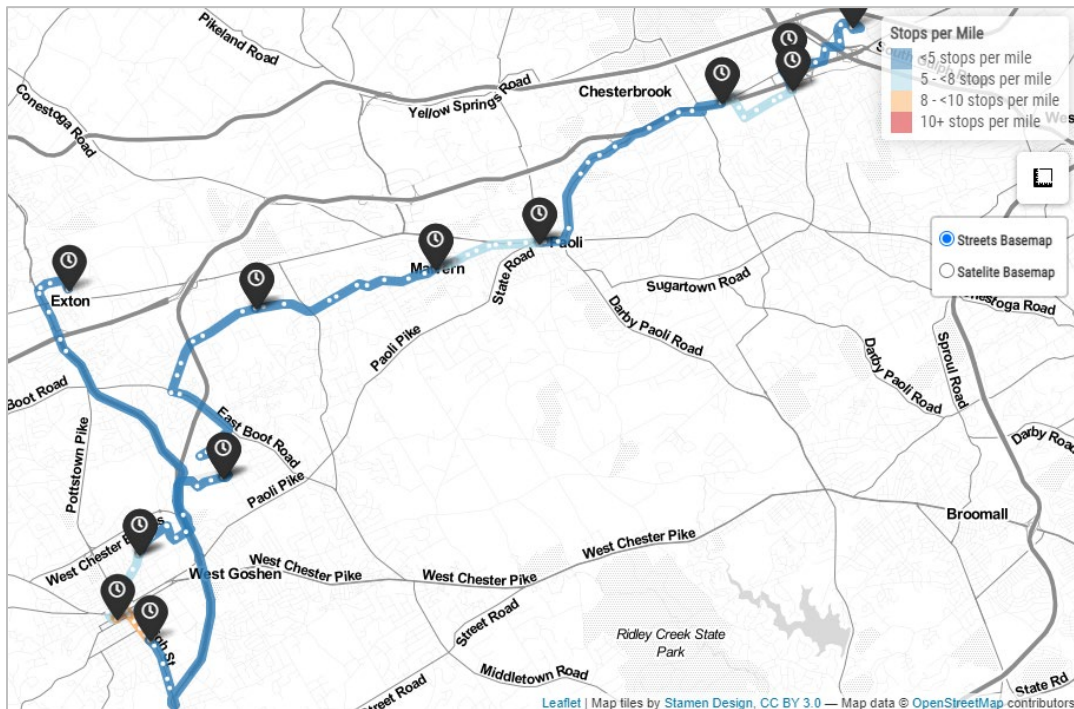 Pikeland Road
Conestoga Road
Yellow Springs Road
Chesterbrook
Stops per Mile
<5 stops per mile
5 - <8 stops per mile
8 - <10 stops per mile
10+ stops per mile
Streets Basemap
Satelite Basemap
Exton
Malvern
Paoli
State Road
Sugartown Road
Conestoga Road
Darby Paoli Road
Paoli Pike
Sproul Road
Darby Paoli Road
Boot Road
Pottstown Pike
East Boot Road
Paoli Pike
Darby Road
Broomall
West Chester
West Goshen
West Chester Pike
West Chester Pike
West Chester Pike
Street Road
Ridley Creek State
Park
Middletown Road
Street Road
State Rd
Leaflet | Map tiles by Stamen Design, CC BY 3.0 — Map data © OpenStreetMap contributors